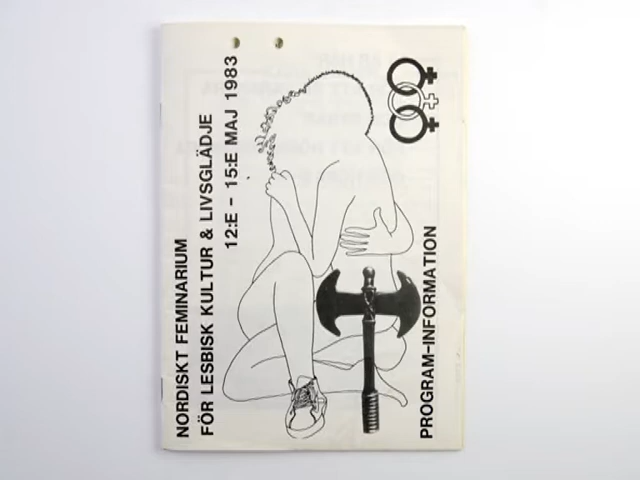 NORDISKT FEMINARIUM
FÖR LESBISK KULTUR & LIVSGLÄDJE
12:E - 15:E MAJ 1983
PROGRAM-INFORMATION